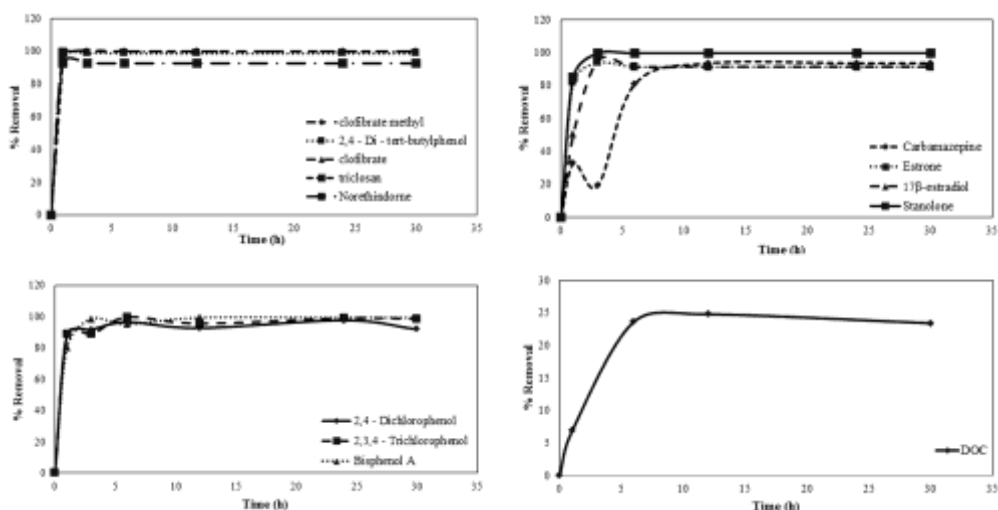 120
100
80
60
40
20
0
% Removal
clofibrate methyl
2,4 - Di - tert-butylphenol
clofibrate
triclosan
Norethindorne
0 5 10 15 20 25 30 35
Time (h)
120
100
80
60
40
20
0
% Removal
Carbamazepine
Estrone
17β-estradiol
Stanolone
0 5 10 15 20 25 30 35
Time (h)
120
100
80
60
40
20
0
% Removal
2,4 - Dichlorophenol
2,3,4 - Trichlorophenol
Bisphenol A
0 5 10 15 20 25 30 35
Time (h)
30
25
20
15
10
5
0
% Removal
DOC
0 5 10 15 20 25 30 35
Time (h)